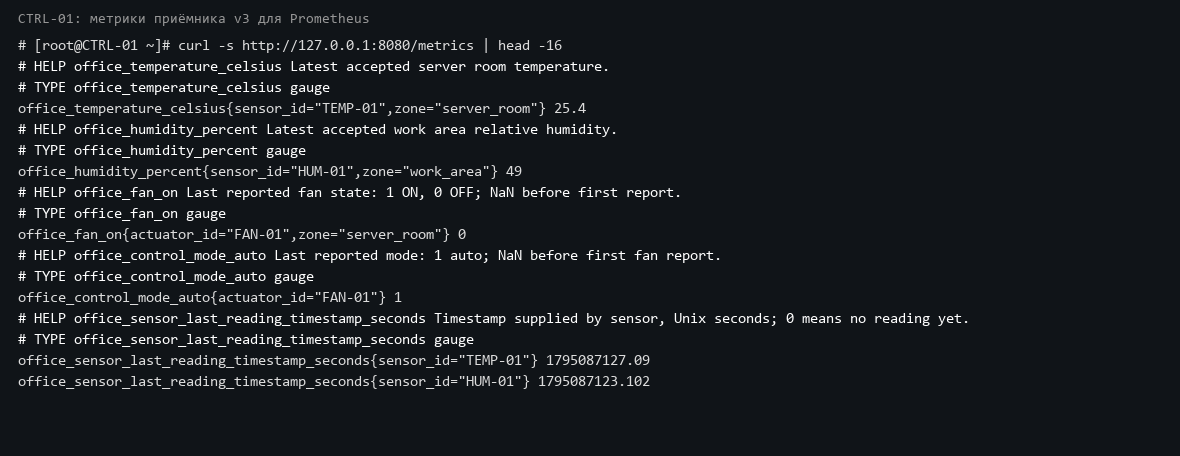 CTRL-01: метрики приёмника v3 для Prometheus
# [root@CTRL-01 ~]# curl -s http://127.0.0.1:8080/metrics | head -16
# HELP office_temperature_celsius Latest accepted server room temperature.
# TYPE office_temperature_celsius gauge
office_temperature_celsius{sensor_id="TEMP-01",zone="server_room"} 25.4
# HELP office_humidity_percent Latest accepted work area relative humidity.
# TYPE office_humidity_percent gauge
office_humidity_percent{sensor_id="HUM-01",zone="work_area"} 49
# HELP office_fan_on Last reported fan state: 1 ON, 0 OFF; NaN before first report.
# TYPE office_fan_on gauge
office_fan_on{actuator_id="FAN-01",zone="server_room"} 0
# HELP office_control_mode_auto Last reported mode: 1 auto; NaN before first fan report.
# TYPE office_control_mode_auto gauge
office_control_mode_auto{actuator_id="FAN-01"} 1
# HELP office_sensor_last_reading_timestamp_seconds Timestamp supplied by sensor, Unix seconds; 0 means no reading yet.
# TYPE office_sensor_last_reading_timestamp_seconds gauge
office_sensor_last_reading_timestamp_seconds{sensor_id="TEMP-01"} 1795087127.09
office_sensor_last_reading_timestamp_seconds{sensor_id="HUM-01"} 1795087123.102